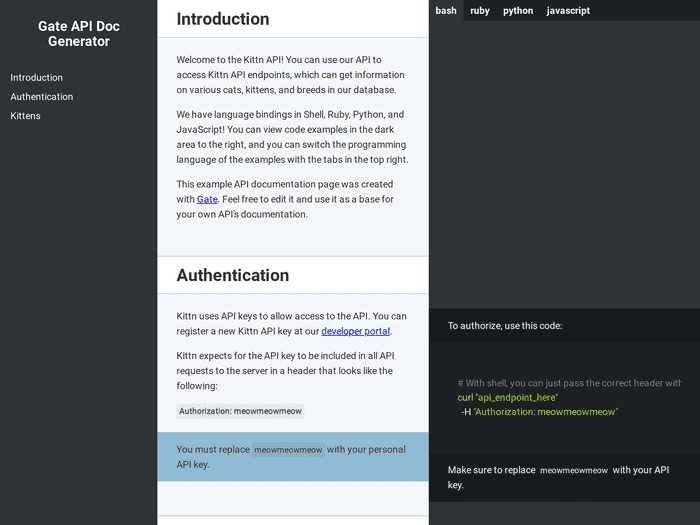 Gate API Doc
Generator
Introduction
Authentication
Kittens
Introduction
Welcome to the Kittn API! You can use our API to
access Kittn API endpoints, which can get information
on various cats, kittens, and breeds in our database.
We have language bindings in Shell, Ruby, Python, and
JavaScript! You can view code examples in the dark
area to the right, and you can switch the programming
language of the examples with the tabs in the top right.
This example API documentation page was created
with Gate. Feel free to edit it and use it as a base for
your own API's documentation.
Authentication
Kittn uses API keys to allow access to the API. You can
register a new Kittn API key at our developer portal.
Kittn expects for the API key to be included in all API
requests to the server in a header that looks like the
following:
Authorization: meowmeowmeow
You must replace meowmeowmeow with your personal
API key.
bash ruby python javascript
To authorize, use this code:
# With shell, you can just pass the correct header with
curl "api_endpoint_here"
-H "Authorization: meowmeowmeow"
Make sure to replace meowmeowmeow with your API
key.